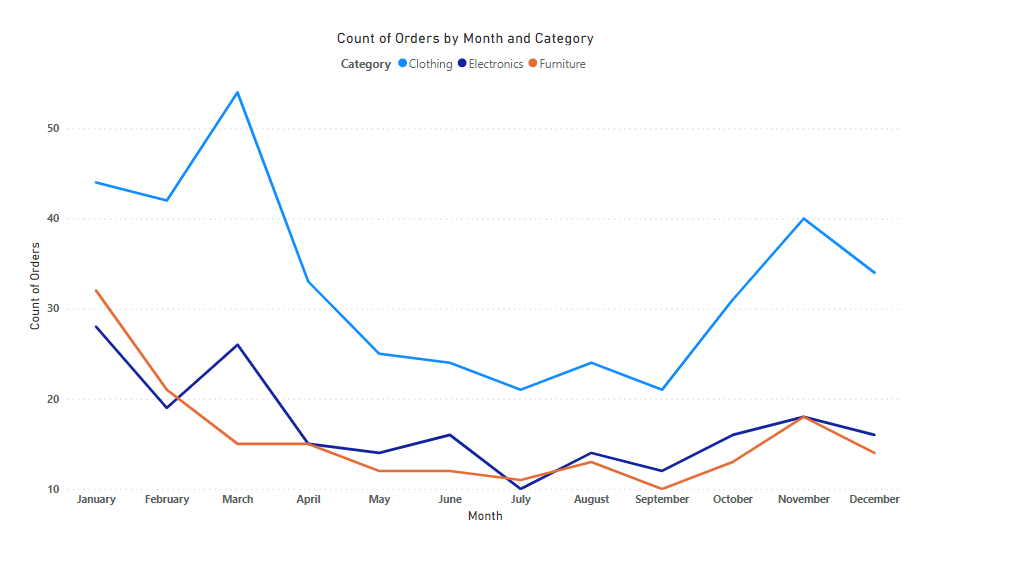 Count of Orders by Month and Category
Category Clothing Electronics Furniture
50
40
30
20
10
Count of Orders
January February March April May June July August September October November December
Month